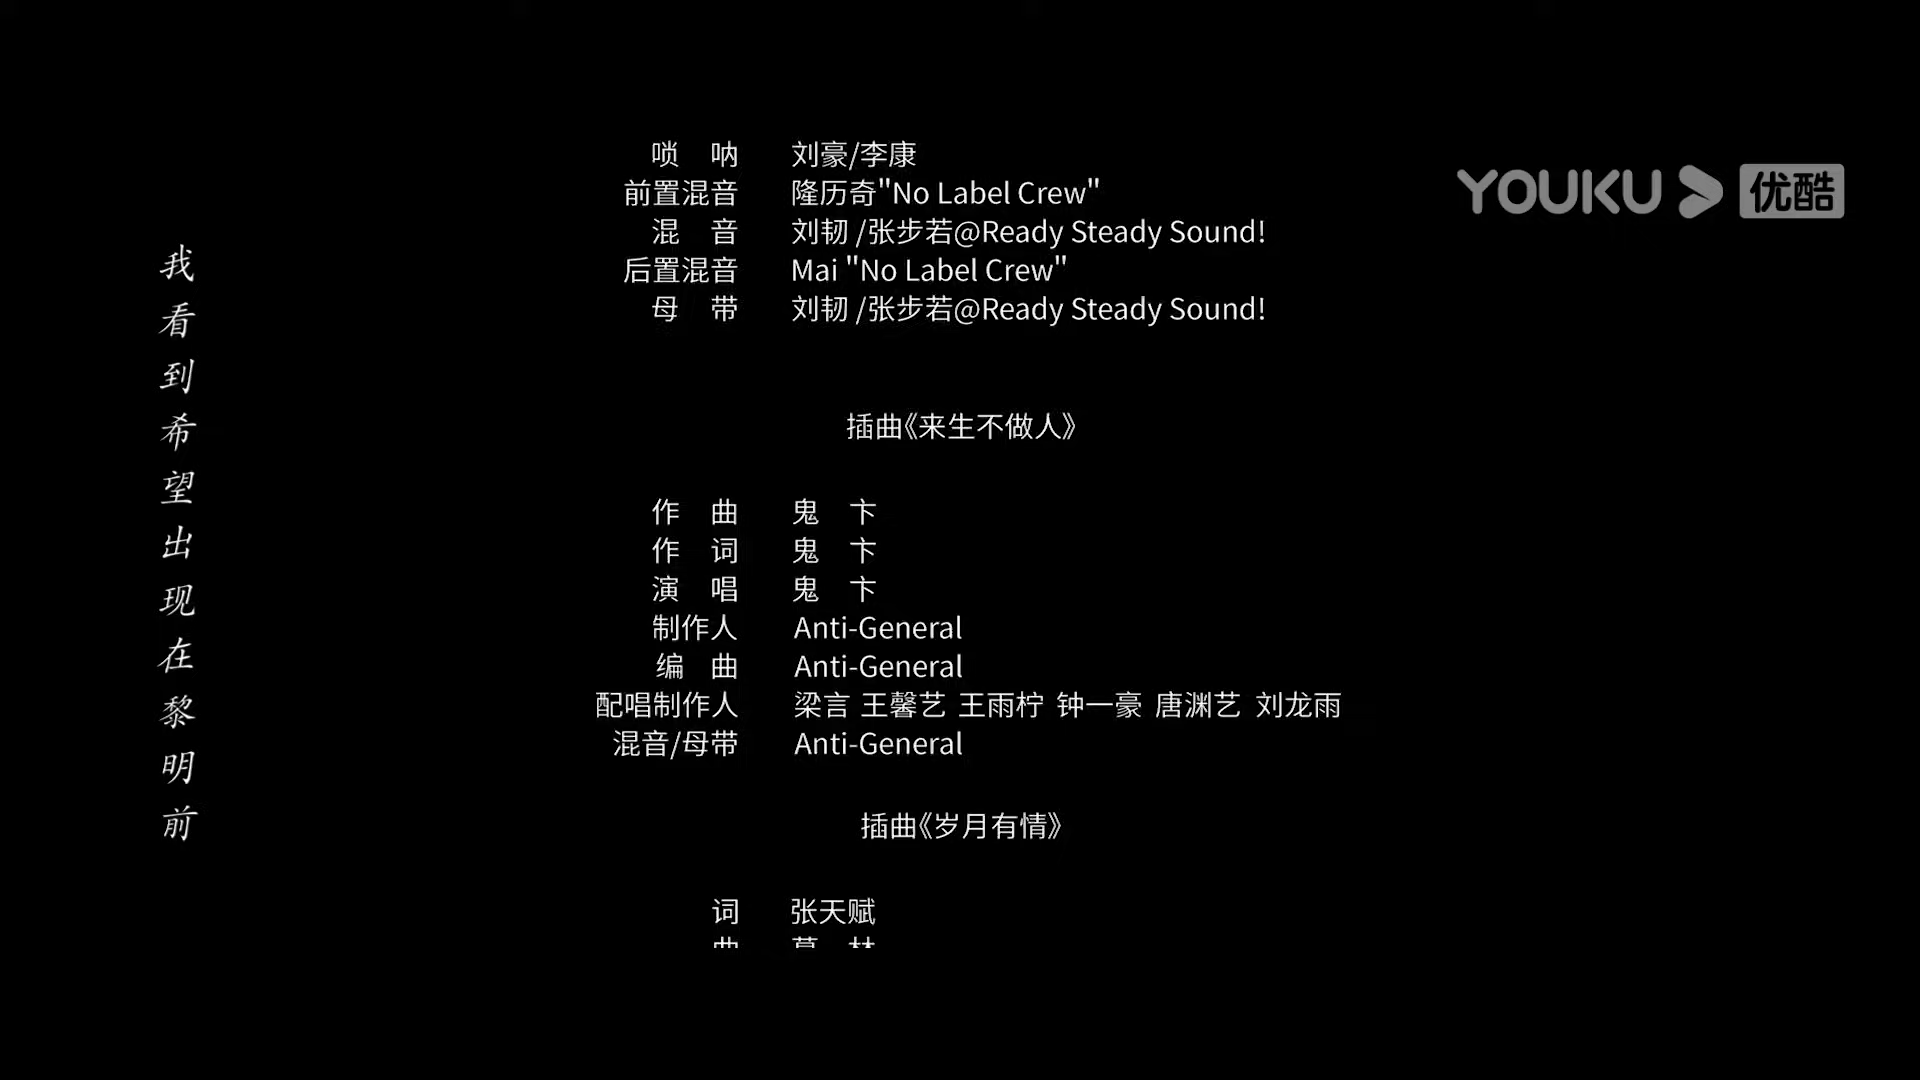 唢 呐 刘豪/李康
前置混音 隆历奇"No Label Crew"
混 音 刘韧 /张步若@Ready Steady Sound!
后置混音 Mai "No Label Crew"
母 带 刘韧 /张步若@Ready Steady Sound!
插曲《来生不做人》
作 曲 鬼 卞
作 词 鬼 卞
演 唱 鬼 卞
制作人 Anti-General
编 曲 Anti-General
配唱制作人 梁言 王馨艺 王雨柠 钟一豪 唐渊艺 刘龙雨
混音/母带 Anti-General
插曲《岁月有情》
词 张天赋
曲
我看到希望出现在黎明前
YOUKU 优酷